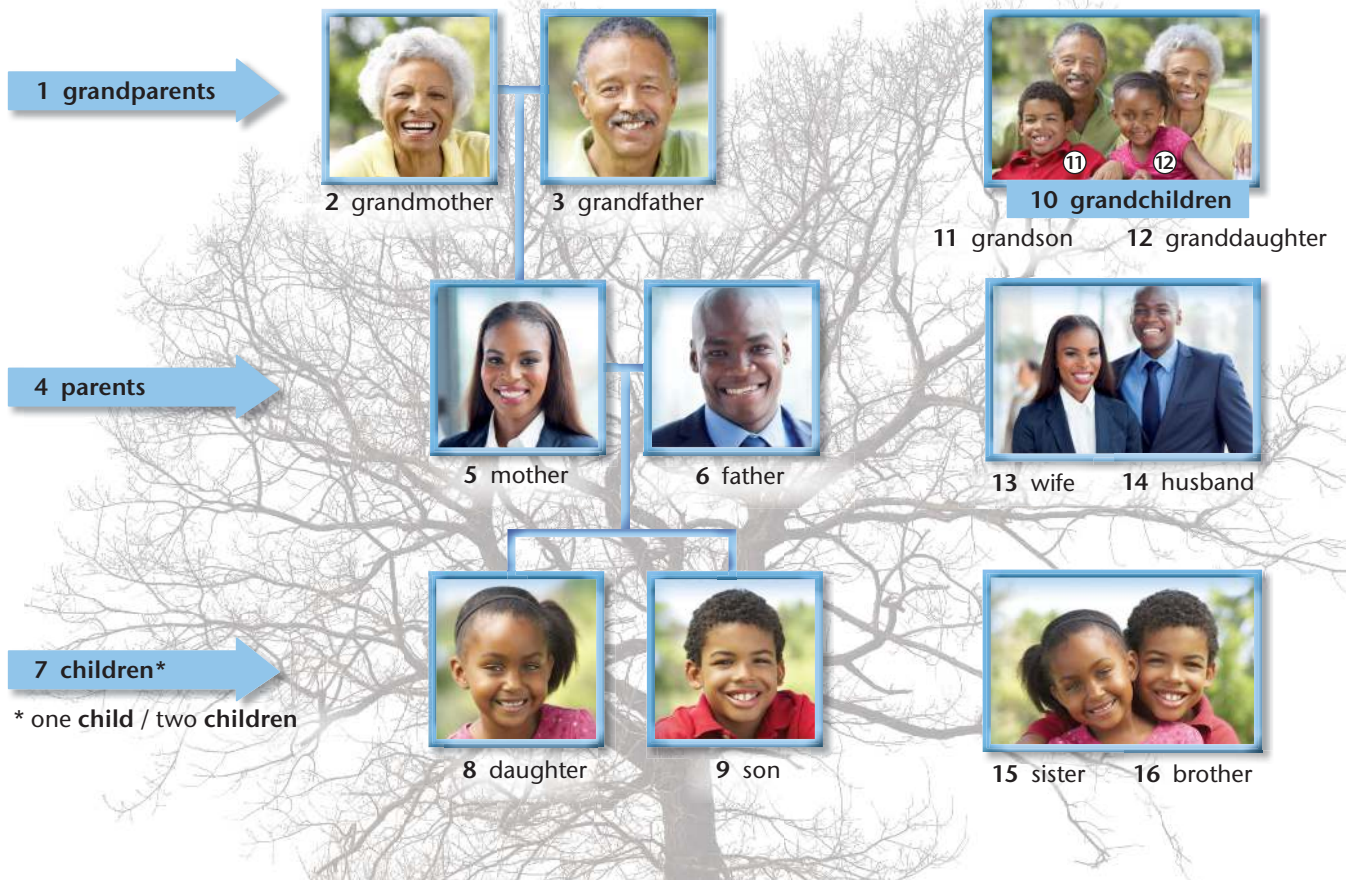 1 grandparents
2 grandmother
3 grandfather
11
12
10 grandchildren
11 grandson
12 granddaughter
4 parents
5 mother
6 father
13 wife
14 husband
7 children*
* one child / two children
8 daughter
9 son
15 sister
16 brother